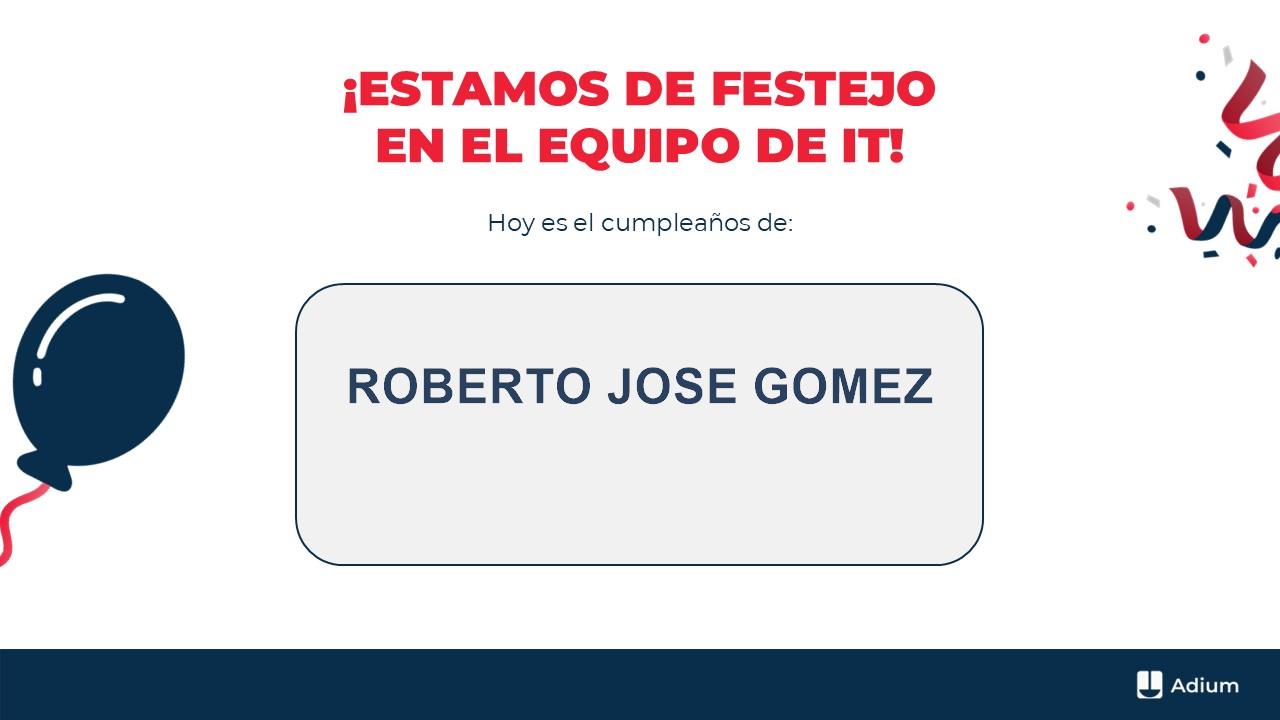 ¡ESTAMOS DE FESTEJO
EN EL EQUIPO DE IT!
Hoy es el cumpleaños de:
ROBERTO JOSE GOMEZ
Adium